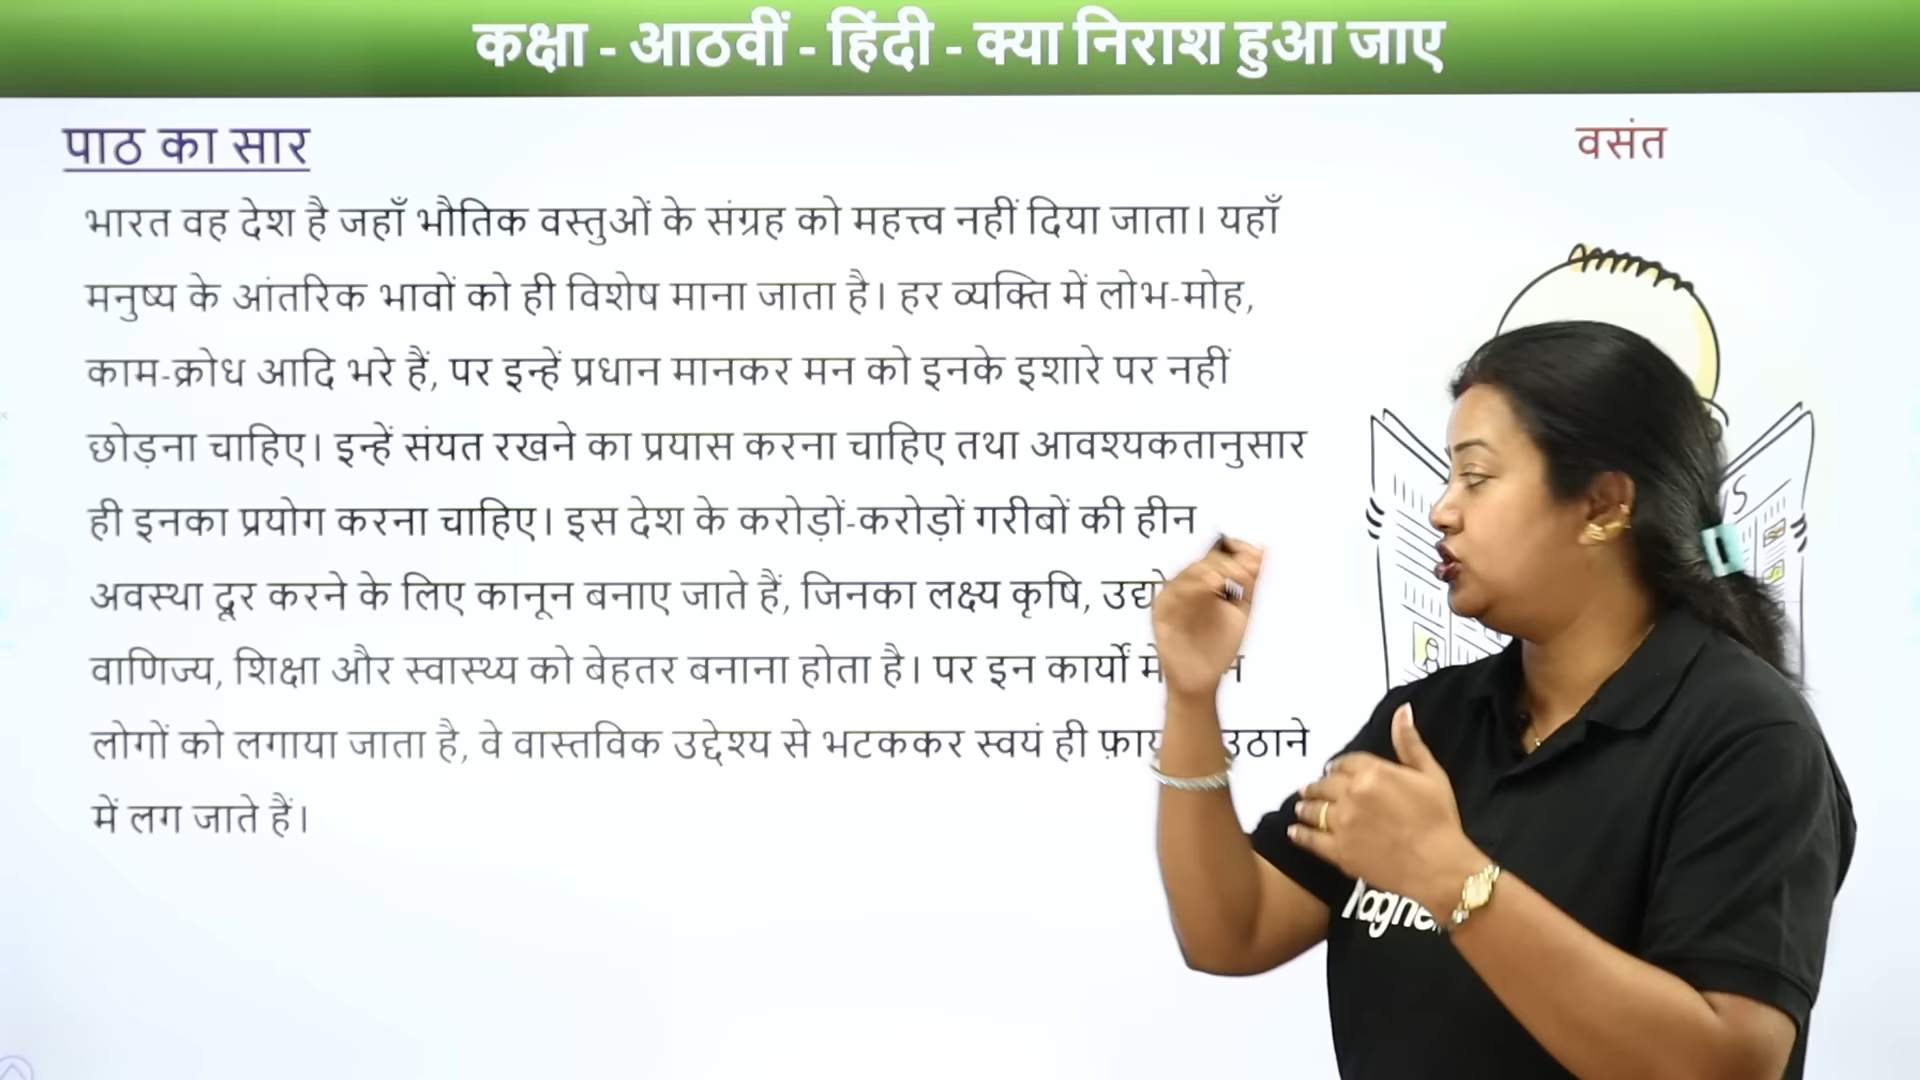 कक्षा - आठवीं - हिंदी - क्या निराश हुआ जाए
पाठ का सार
वसंत
भारत वह देश है जहाँ भौतिक वस्तुओं के संग्रह को महत्त्व नहीं दिया जाता। यहाँ
मनुष्य के आंतरिक भावों को ही विशेष माना जाता है। हर व्यक्ति में लोभ-मोह,
काम-क्रोध आदि भरे हैं, पर इन्हें प्रधान मानकर मन को इनके इशारे पर नहीं
छोड़ना चाहिए। इन्हें संयत रखने का प्रयास करना चाहिए तथा आवश्यकतानुसार
ही इनका प्रयोग करना चाहिए। इस देश के करोड़ों-करोड़ों गरीबों की हीन
अवस्था दूर करने के लिए कानून बनाए जाते हैं, जिनका लक्ष्य कृषि,
वाणिज्य, शिक्षा और स्वास्थ्य को बेहतर बनाना होता है। पर इन कार्यों
लोगों को लगाया जाता है, वे वास्तविक उद्देश्य से भटककर स्वयं ही उठाने
में लग जाते हैं।